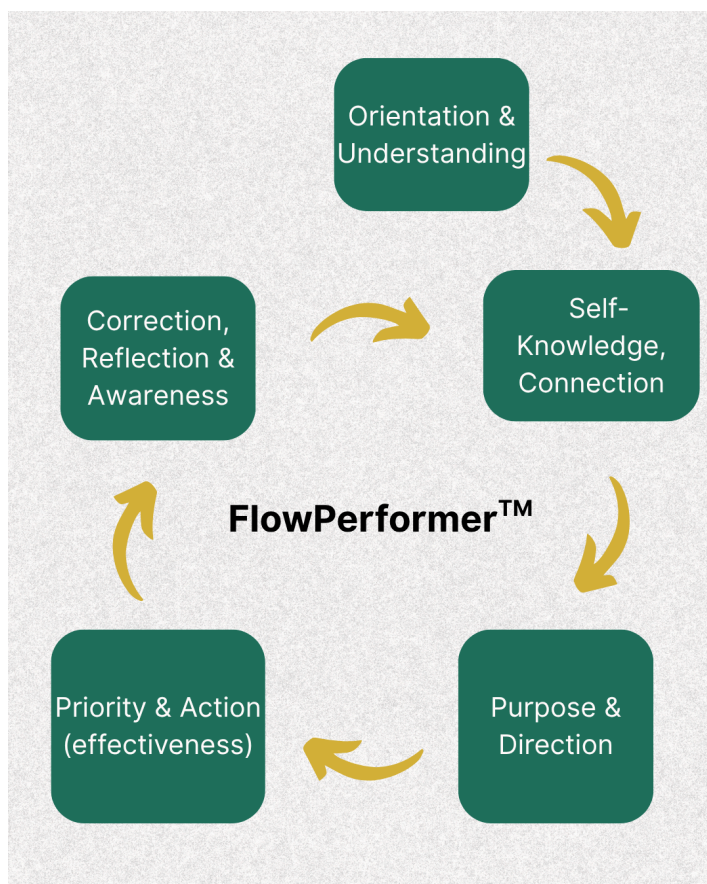 Orientation &
Understanding
Self-
Knowledge,
Connection
Correction,
Reflection &
Awareness
FlowPerformer™
Purpose &
Direction
Priority & Action
(effectiveness)